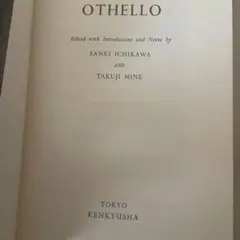 OTHELLO
Edited with Introduction and Notes by
SANKI ICHIKAWA
AND
TAKUJI MINE
TOKYO
KENKYUSHA